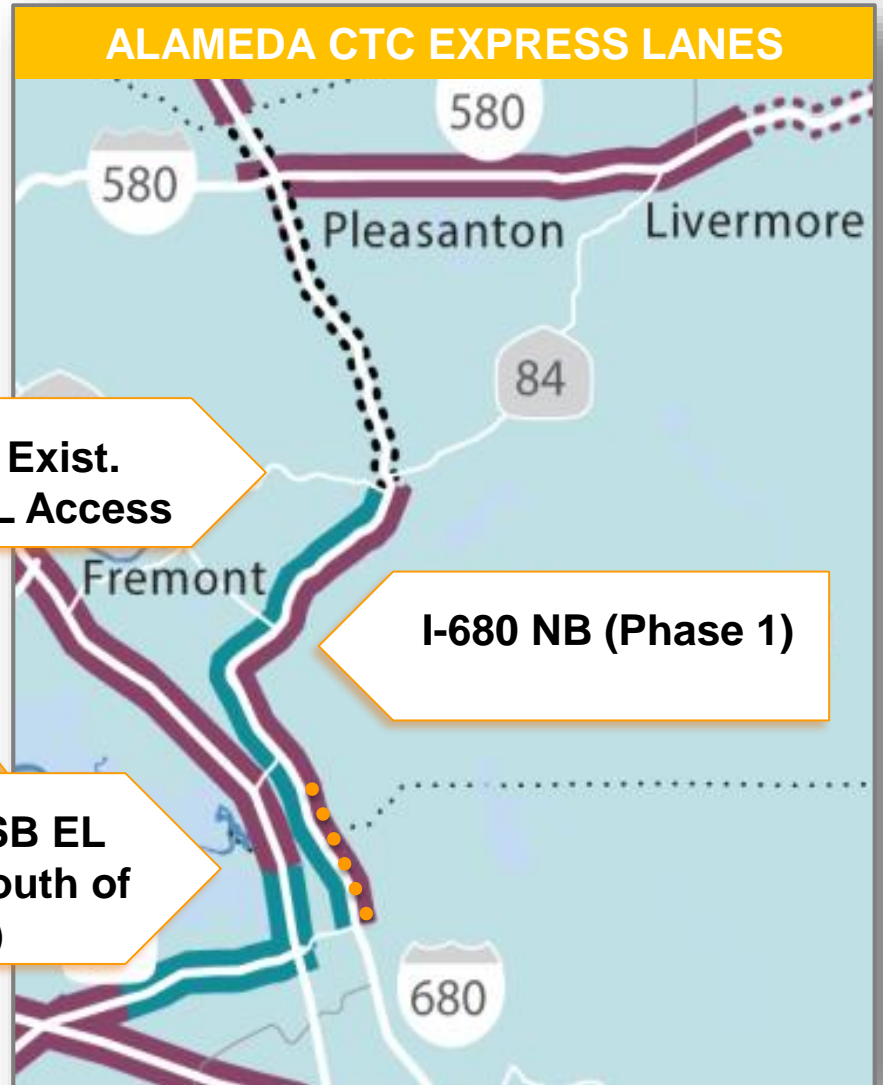 ALAMEDA CTC EXPRESS LANES
580
580
Pleasanton
Livermore
84
Exist.
Access
Fremont
I-680 NB (Phase 1)
SB EL
outh of
)
680